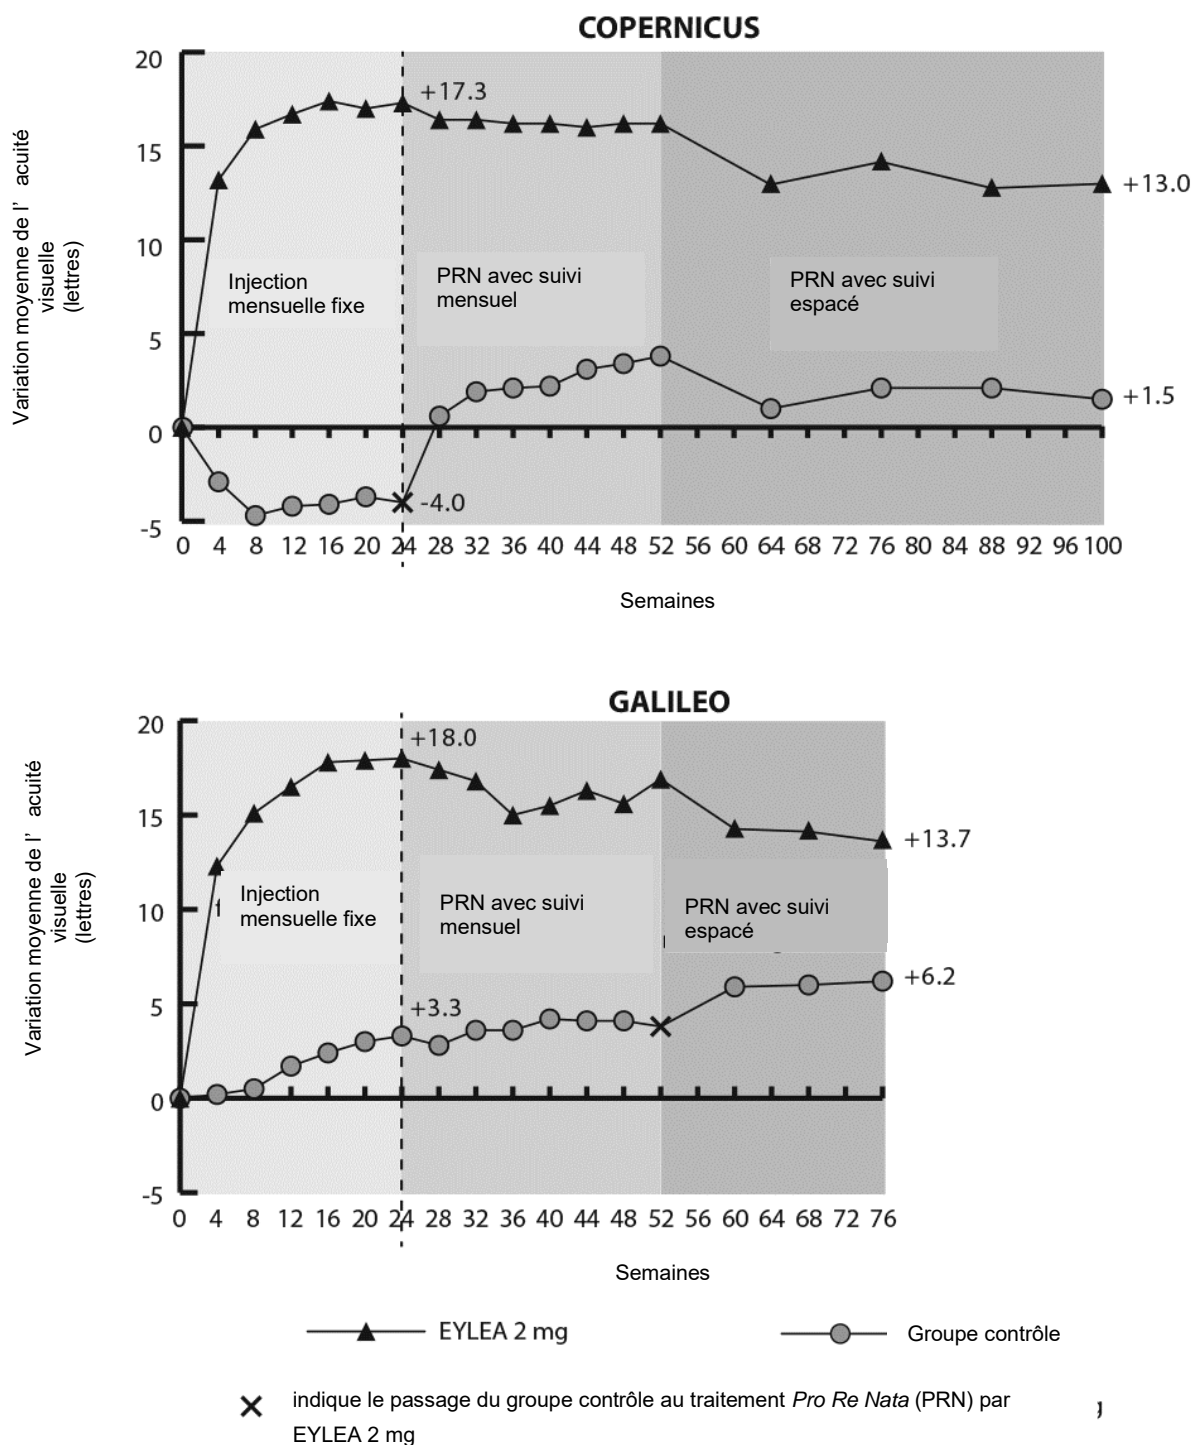 COPERNICUS
Variation moyenne de l’ acuité
visuelle
(lettres)
20
15
10
5
0
-5
+17.3
+13.0
Injection
mensuelle fixe
PRN avec suivi
mensuel
PRN avec suivi
espacé
+1.5
-4.0
0 4 8 12 16 20 24 28 32 36 40 44 48 52 56 60 64 68 72 76 80 84 88 92 96 100
Semaines
GALILEO
Variation moyenne de l’ acuité
visuelle
(lettres)
20
15
10
5
0
-5
+18.0
+13.7
Injection
mensuelle fixe
PRN avec suivi
mensuel
PRN avec suivi
espacé
+3.3
+6.2
0 4 8 12 16 20 24 28 32 36 40 44 48 52 56 60 64 68 72 76
Semaines
EYLEA 2 mg
Groupe contrôle
indique le passage du groupe contrôle au traitement Pro Re Nata (PRN) par
EYLEA 2 mg